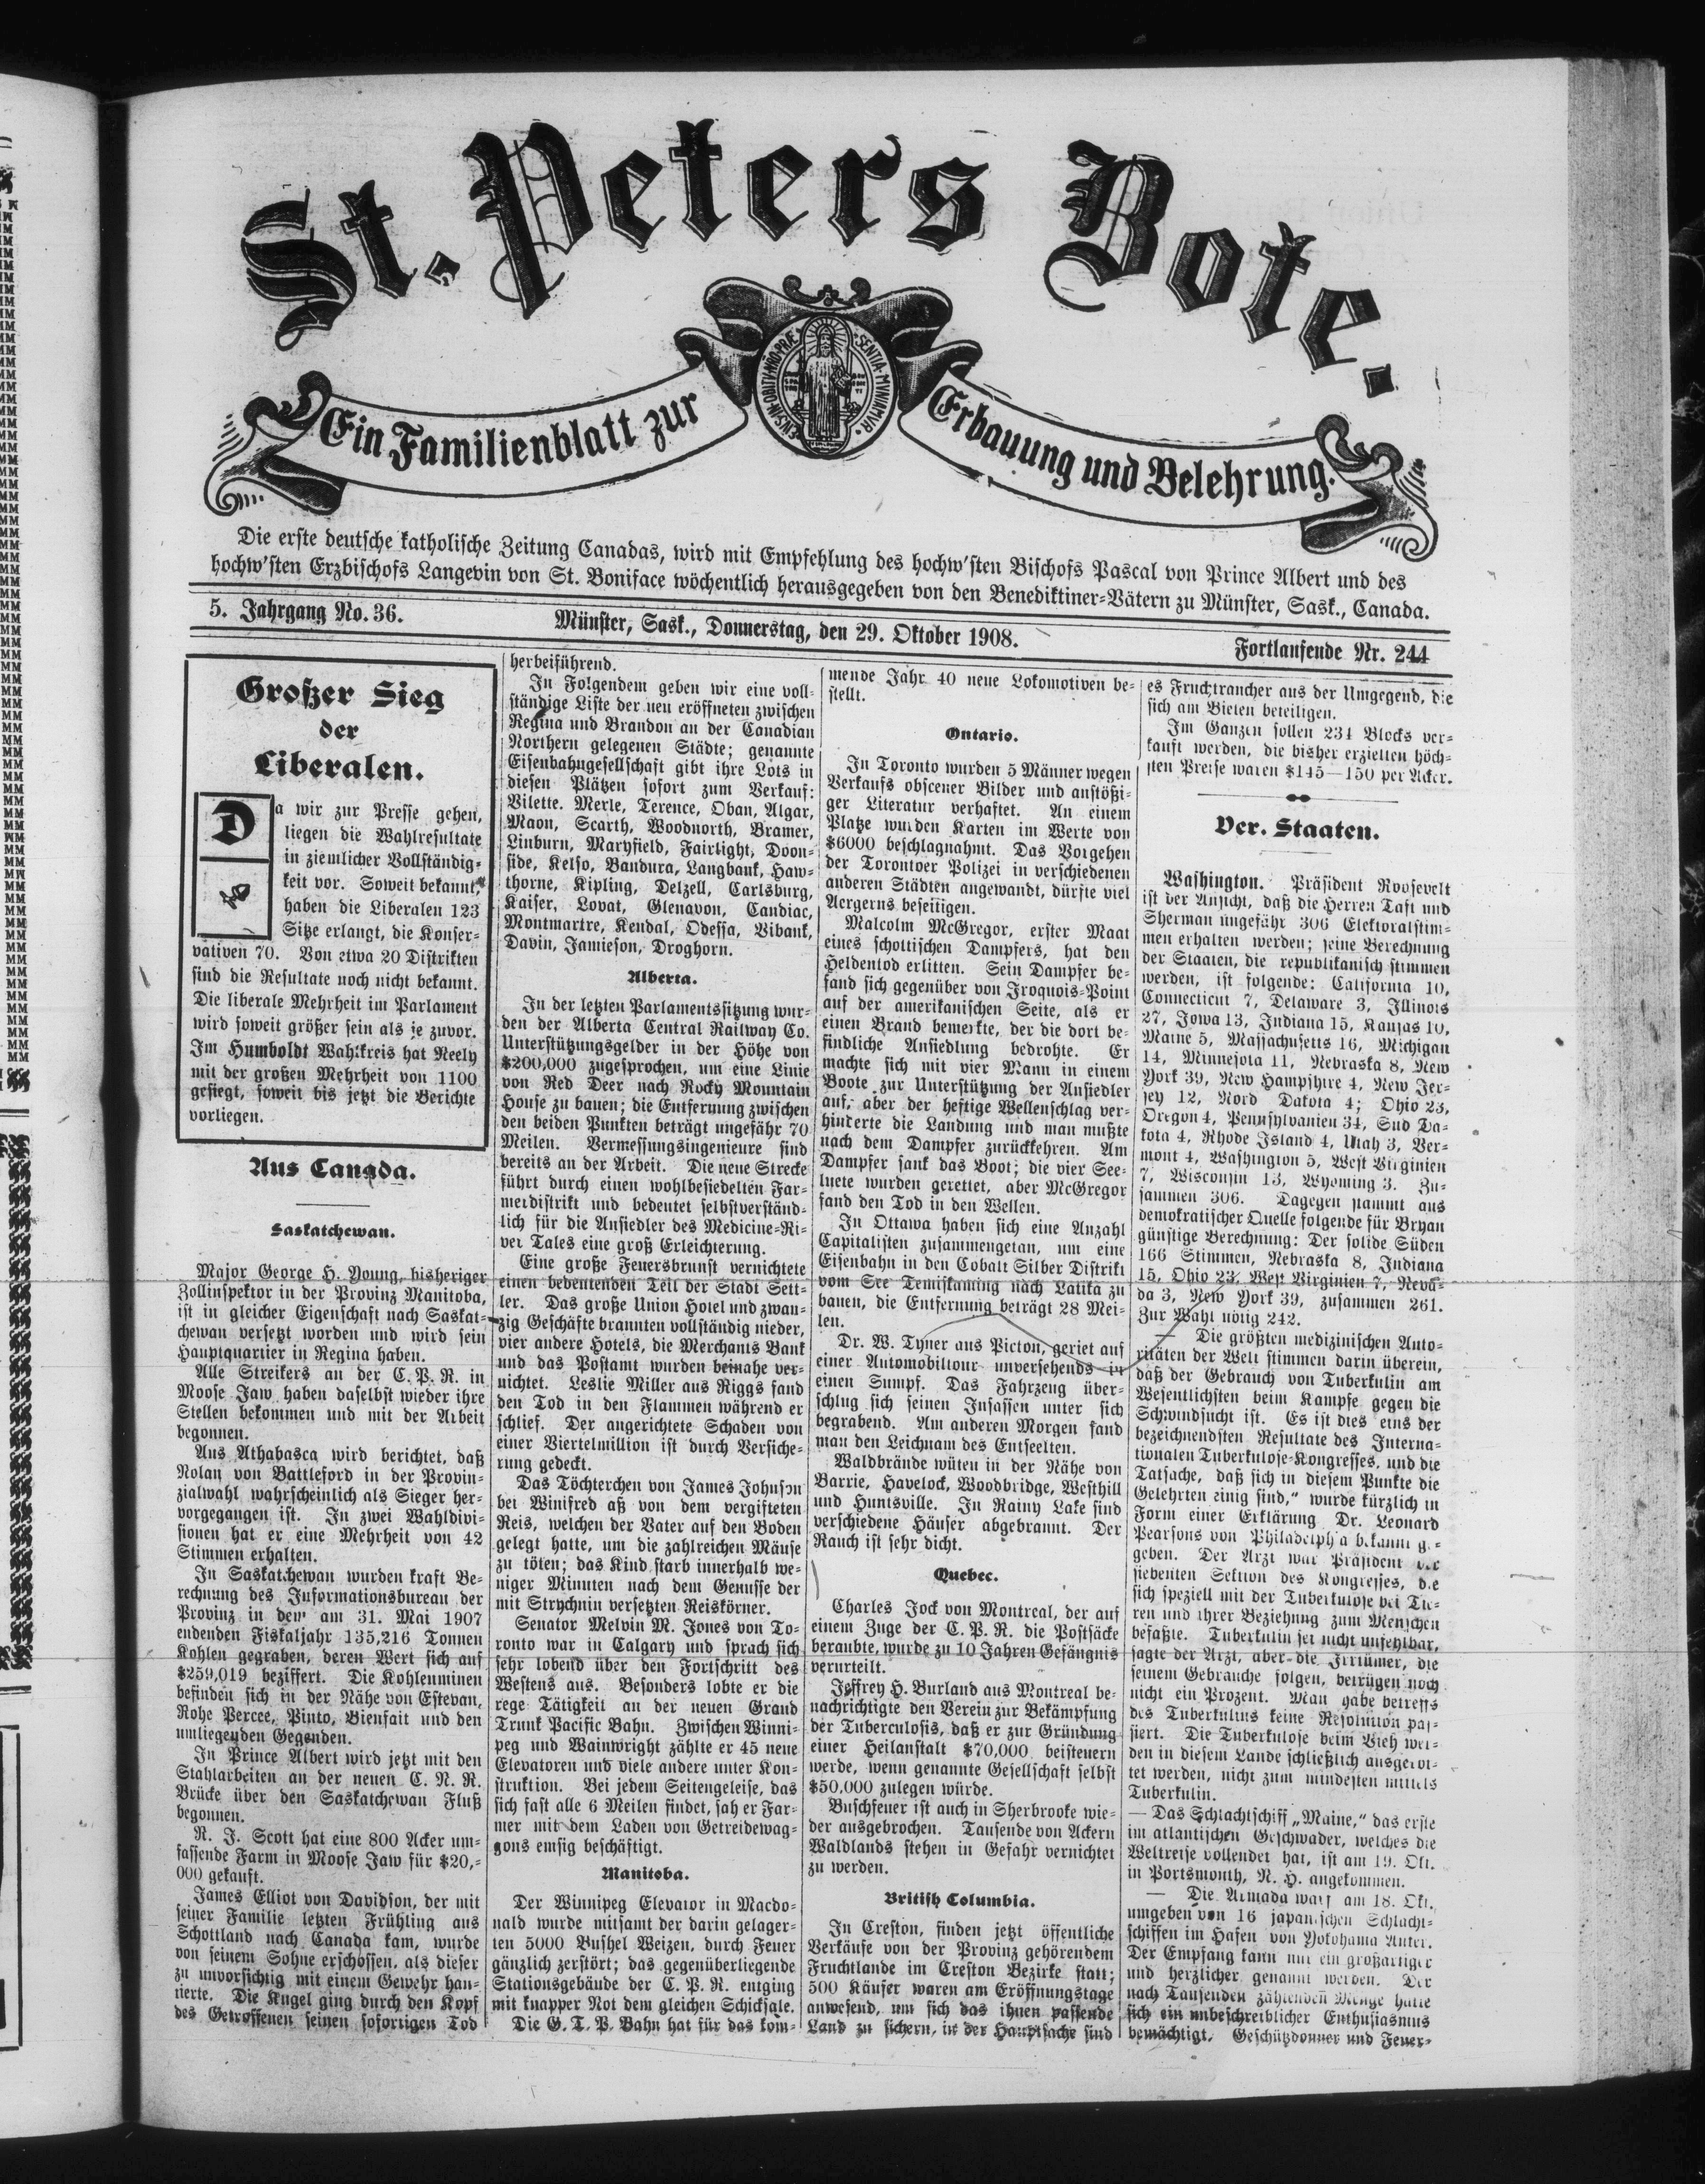 St. Peters Bote.
Ein Familienblatt zur
Erbauung und Belehrung.
Die erste deutsche katholische Zeitung Canadas, wird mit Empfehlung des hochw'sten Bischofs Pascal von Prince Albert und des
hochw'sten Erzbischofs Langevin von St. Boniface wöchentlich herausgegeben von den Benediktiner-Vätern zu Münster, Sask., Canada.
5. Jahrgang No. 36.
Münster, Sask., Donnerstag, den 29. Oktober 1908.
Fortlaufende Nr. 244
Großer Sieg
der
Liberalen.
Da wir zur Presse gehen,
liegen die Wahlresultate
in ziemlicher Vollständig-
keit vor. Soweit bekannt,
haben die Liberalen 123
Sitze erlangt, die Konser-
vativen 70. Von etwa 20 Distrikten
sind die Resultate noch nicht bekannt.
Die liberale Mehrheit im Parlament
wird soweit größer sein als je zuvor.
Im Humboldt Wahlkreis hat Neely
mit der großen Mehrheit von 1100
gesiegt, soweit bis jetzt die Berichte
vorliegen.
Aus Canada.
Saskatchewan.
Major George H. Young, bisheriger
Zollinspektor in der Provinz Manitoba,
ist in gleicher Eigenschaft nach Saskat-
chewan versetzt worden und wird sein
Hauptquartier in Regina haben.
Alle Streikers an der C. P. R. in
Moose Jaw haben daselbst wieder ihre
Stellen bekommen und mit der Arbeit
begonnen.
Aus Athabasca wird berichtet, daß
Nolan von Battleford in der Provin-
zialwahl wahrscheinlich als Sieger her-
vorgegangen ist. In zwei Wahldivi-
sionen hat er eine Mehrheit von 42
Stimmen erhalten.
In Saskatchewan wurden kraft Be-
rechnung des Informationsbureau der
Provinz in dem am 31. Mai 1907
endenden Fiskaljahr 135,216 Tonnen
Kohlen gegraben, deren Wert sich auf
$259,019 beziffert. Die Kohlenminen
befinden sich in der Nähe von Estevan,
Rohe Percee, Pinto, Bienfait und den
umliegenden Gegenden.
In Prince Albert wird jetzt mit den
Stahlarbeiten an der neuen C. N. R.
Brücke über den Saskatchewan Fluß
begonnen.
N. J. Scott hat eine 800 Acker um-
fassende Farm in Moose Jaw für $20,-
000 gekauft.
James Elliot von Davidson, der mit
seiner Familie letzten Frühling aus
Schottland nach Canada kam, wurde
von seinem Sohne erschossen, als dieser
zu unvorsichtig mit einem Gewehr han-
tierte. Die Kugel ging durch den Kopf
des Getroffenen seinen sofortigen Tod
herbeiführend.
In Folgendem geben wir eine voll-
ständige Liste der neu eröffneten zwischen
Regina und Brandon an der Canadian
Northern gelegenen Städte; genannte
Eisenbahngesellschaft gibt ihre Lots in
diesen Plätzen sofort zum Verkauf:
Vilette. Merle, Terence, Oban, Algar,
Maon, Scarth, Woodnorth, Bramer,
Linburn, Maryfield, Fairlight, Doon-
side, Kelso, Vandura, Langbank, Haw-
thorne, Kipling, Delzell, Carlsburg,
Kaiser, Lovat, Glenavon, Candiac,
Montmartre, Kendal, Odessa, Vibank,
Davin, Jamieson, Droghorn.
Alberta.
In der letzten Parlamentssitzung wur-
den der Alberta Central Railway Co.
Unterstützungsgelder in der Höhe von
$200,000 zugesprochen, um eine Linie
von Red Deer nach Rocky Mountain
House zu bauen; die Entfernung zwischen
den beiden Punkten beträgt ungefähr 70
Meilen. Vermessungsingenieure sind
bereits an der Arbeit. Die neue Strecke
führt durch einen wohlbesiedelten Far-
merdistrikt und bedeutet selbstverständ-
lich für die Ansiedler des Medicine-Ri-
ver Tales eine groß Erleichterung.
Eine große Feuersbrunst vernichtete
einen bedeutenden Teil der Stadt Sett-
ler. Das große Union Hotel und zwan-
zig Geschäfte brannten vollständig nieder,
vier andere Hotels, die Merchants Bank
und das Postamt wurden beinahe ver-
nichtet. Leslie Miller aus Riggs fand
den Tod in den Flammen während er
schlief. Der angerichtete Schaden von
einer Viertelmillion ist durch Versiche-
rung gedeckt.
Das Töchterchen von James Johnson
bei Winifred aß von dem vergifteten
Reis, welchen der Vater auf den Boden
gelegt hatte, um die zahlreichen Mäuse
zu töten; das Kind starb innerhalb we-
niger Minuten nach dem Genusse der
mit Strychnin versetzten Reiskörner.
Senator Melvin M. Jones von To-
ronto war in Calgary und sprach sich
sehr lobend über den Fortschritt des
Westens aus. Besonders lobte er die
rege Tätigkeit an der neuen Grand
Trunk Pacific Bahn. Zwischen Winni-
peg und Wainwright zählte er 45 neue
Elevatoren und viele andere unter Kon-
struktion. Bei jedem Seitengeleise, das
sich fast alle 6 Meilen findet, sah er Far-
mer mit dem Laden von Getreidewag-
gons emsig beschäftigt.
Manitoba.
Der Winnipeg Elevator in Macdo-
nald wurde mitsamt der darin gelager-
ten 5000 Bushel Weizen, durch Feuer
gänzlich zerstört; das gegenüberliegende
Stationsgebäude der C. P. R. entging
mit knapper Not dem gleichen Schicksale.
Die G. T. P. Bahn hat für das kom-
mende Jahr 40 neue Lokomotiven be-
stellt.
Ontario.
In Toronto wurden 5 Männer wegen
Verkaufs obscener Bilder und anstößi-
ger Literatur verhaftet. An einem
Platze wurden Karten im Werte von
$6000 beschlagnahmt. Das Vorgehen
der Torontoer Polizei in verschiedenen
anderen Städten angewandt, dürfte viel
Aergerns beseitigen.
Malcolm McGregor, erster Maat
eines schottischen Dampfers, hat den
Heldentod erlitten. Sein Dampfer be-
fand sich gegenüber von Iroquois-Point
auf der amerikanischen Seite, als er
einen Brand bemerkte, der die dort be-
findliche Ansiedlung bedrohte. Er
machte sich mit vier Mann in einem
Boote zur Unterstützung der Ansiedler
auf, aber der heftige Wellenschlag ver-
hinderte die Landung und man mußte
nach dem Dampfer zurückkehren. Am
Dampfer sank das Boot; die vier See-
luete wurden gerettet, aber McGregor
fand den Tod in den Wellen.
In Ottawa haben sich eine Anzahl
Capitalisten zusammengetan, um eine
Eisenbahn in den Cobalt Silber Distrikt
vom See Temiskaming nach Latika zu
bauen, die Entfernung beträgt 28 Mei-
len.
Dr. W. Tyner aus Picton, geriet auf
einer Automobiltour unversehends in
einen Sumpf. Das Fahrzeug über-
schlug sich seinen Insassen unter sich
begrabend. Am anderen Morgen fand
man den Leichnam des Entseelten.
Waldbrände wüten in der Nähe von
Barrie, Havelock, Woodbridge, Westhill
und Huntsville. In Rainy Lake sind
verschiedene Häuser abgebrannt. Der
Rauch ist sehr dicht.
Quebec.
Charles Jock von Montreal, der auf
einem Zuge der C. P. R. die Postsäcke
beraubte, wurde zu 10 Jahren Gefängnis
verurteilt.
Jeffrey H. Burland aus Montreal be-
nachrichtigte den Verein zur Bekämpfung
der Tuberculosis, daß er zur Gründung
einer Heilanstalt $70,000 beisteuern
werde, wenn genannte Gesellschaft selbst
$50,000 zulegen würde.
Buschfeuer ist auch in Sherbrooke wie-
der ausgebrochen. Tausende von Ackern
Waldlands stehen in Gefahr vernichtet
zu werden.
British Columbia.
In Creston, finden jetzt öffentliche
Verkäufe von der Provinz gehörendem
Fruchtlande im Creston Bezirke statt;
500 Käufer waren am Eröffnungstage
anwesend, um sich das ihnen passende
Land zu sichern, in der Hauptsache sind
es Fruchtrancher aus der Umgegend, die
sich am Bieten beteiligen.
Im Ganzen sollen 234 Blocks ver-
kauft werden, die bisher erzielten höch-
sten Preise waren $145—150 per Acker.
Ver. Staaten.
Washington. Präsident Roosevelt
ist der Ansicht, daß die Herren Taft und
Sherman ungefähr 306 Elektoralstim-
men erhalten werden; seine Berechnung
der Staaten, die republikanisch stimmen
werden, ist folgende: California 10,
Connecticut 7, Delaware 3, Illinois
27, Iowa 13, Indiana 15, Kansas 10,
Maine 5, Massachusetts 16, Michigan
14, Minnesota 11, Nebraska 8, New
York 39, New Hampshire 4, New Jer-
sey 12, Nord Dakota 4; Ohio 23,
Oregon 4, Pennsylvanien 34, Süd Da-
kota 4, Rhode Island 4, Utah 3, Ver-
mont 4, Washington 5, West Virginien
7, Wisconsin 13, Wyoming 3. Zu-
sammen 306. Dagegen stammt aus
demokratischer Quelle folgende für Bryan
günstige Berechnung: Der solide Süden
166 Stimmen, Nebraska 8, Indiana
15, Ohio 23, West Virginien 7, Neva-
da 3, New York 39, zusammen 261.
Zur Wahl nötig 242.
— Die größten medizinischen Auto-
ritäten der Welt stimmen darin überein,
daß der Gebrauch von Tuberkulin am
Wesentlichsten beim Kampfe gegen die
Schwindsucht ist. Es ist dies eins der
bezeichnendsten Resultate des Interna-
tionalen Tuberkulose-Kongresses, und die
Tatsache, daß sich in diesem Punkte die
Gelehrten einig sind," wurde kürzlich in
Form einer Erklärung Dr. Leonard
Pearsons von Philadelphia bekannt ge-
geben. Der Arzt war Präsident der
siebenten Sektion des Kongresses, die
sich speziell mit der Tuberkulose bei Tie-
ren und ihrer Beziehung zum Menschen
befaßte. Tuberkulin sei nicht unfehlbar,
sagte der Arzt, aber die Irrtümer, die
seinem Gebrauche folgen, betrügen noch
nicht ein Prozent. Man habe betreffs
des Tuberkulins keine Resolution pas-
siert. Die Tuberkulose beim Vieh wer-
den in diesem Lande schließlich ausgerot-
tet werden, nicht zum mindesten mittels
Tuberkulin.
— Das Schlachtschiff „Maine,“ das erste
im atlantischen Geschwader, welches die
Weltreise vollendet hat, ist am 19. Okt.
in Portsmouth, N. H. angekommen.
— Die Armada warf am 18. Okt.
umgeben von 16 japanischen Schlacht-
schiffen im Hafen von Yokohama Anker.
Der Empfang kann nur ein großartiger
und herzlicher genannt werden. Der
nach Tausenden zählenden Menge hatte
sich ein unbeschreiblicher Enthusiasmus
bemächtigt. Geschützdonner und Feuer-